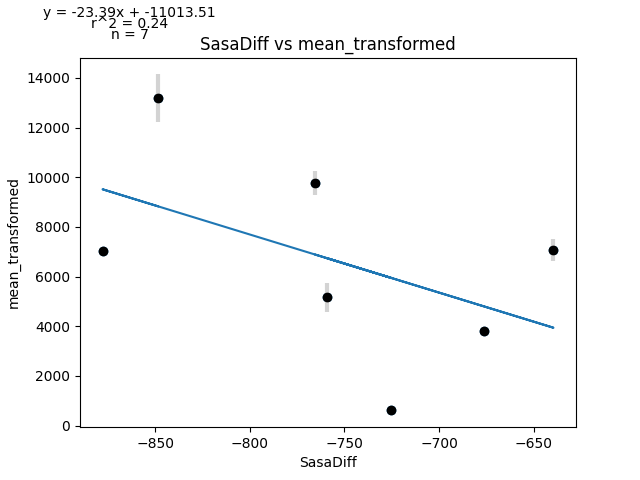 y = -23.39x + -11013.51
r^2 = 0.24
n = 7
SasaDiff vs mean_transformed
14000
12000
10000
8000
6000
4000
2000
0
mean_transformed
−850
−800
−750
−700
−650
SasaDiff